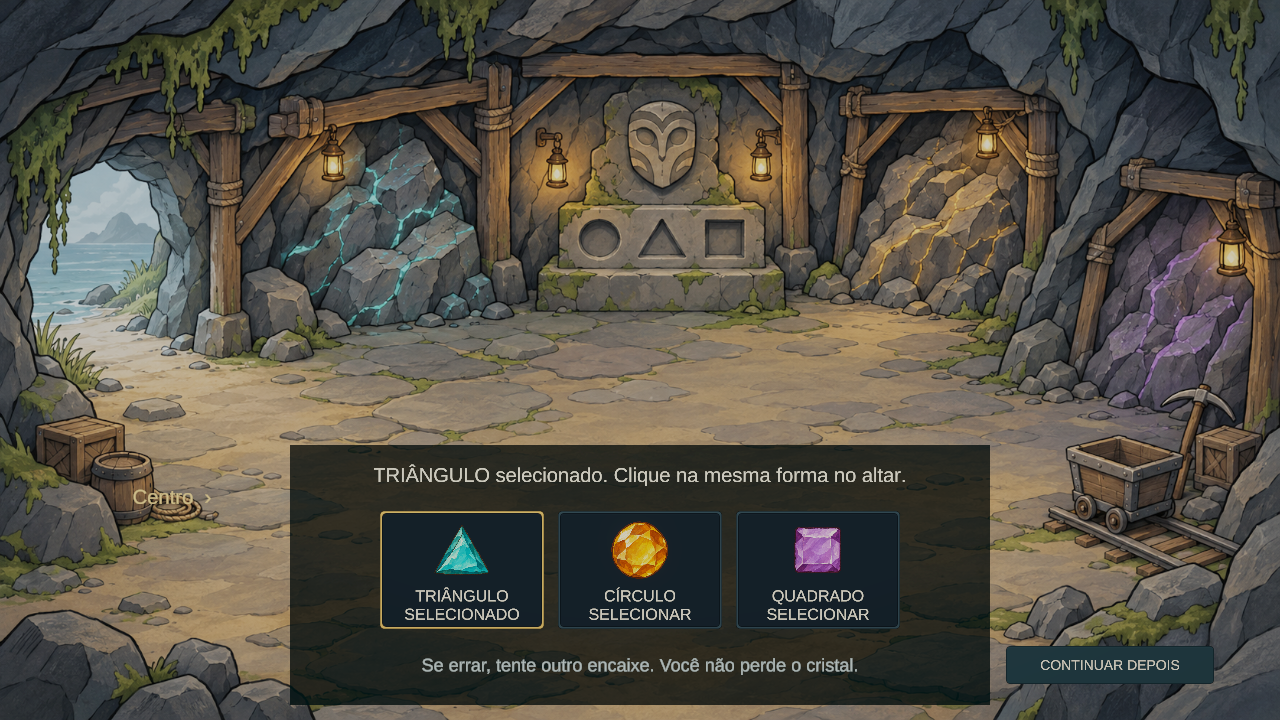 TRIÂNGULO selecionado. Clique na mesma forma no altar.
Centro ›
TRIÂNGULO
SELECIONADO
CÍRCULO
SELECIONAR
QUADRADO
SELECIONAR
Se errar, tente outro encaixe. Você não perde o cristal.
CONTINUAR DEPOIS